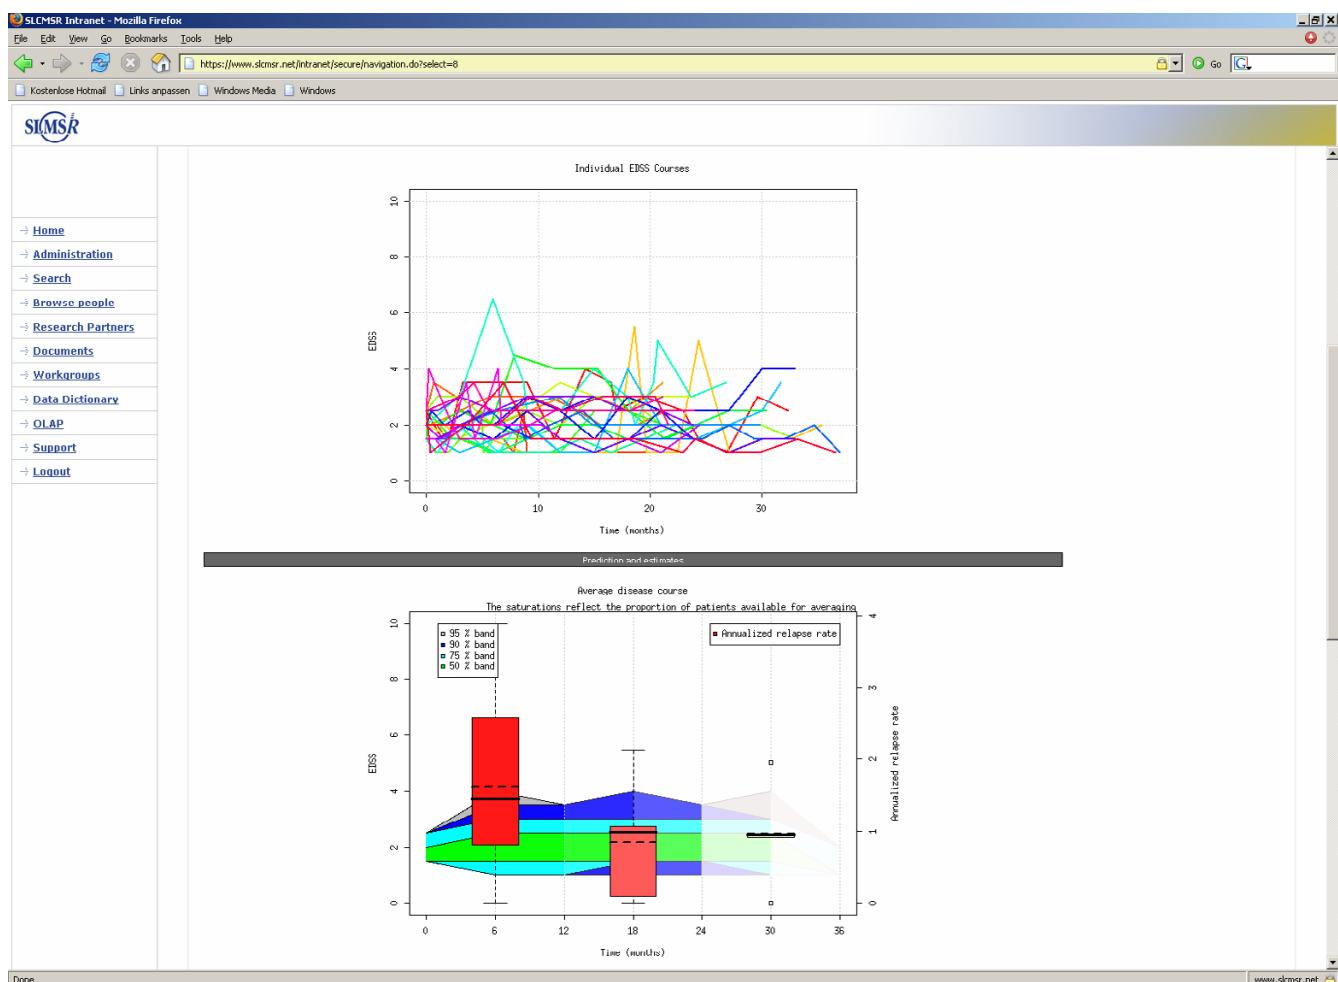 SLCMSR Intranet - Mozilla Firefox
File Edit View Go Bookmarks Tools Help
https://www.slcmsr.net/intranet/secure/navigation.do?select=8
Go
G
Kostenlose Hotmail Links anpassen Windows Media Windows
SLCMSR
Home
Administration
Search
Browse people
Research Partners
Documents
Workgroups
Data Dictionary
OLAP
Support
Logout
Individual EDSS Courses
EDSS
10
8
6
4
2
0
0 10 20 30
Time (months)
Prediction and estimates
Average disease course
The saturations reflect the proportion of patients available for averaging
95 % band
90 % band
75 % band
50 % band
Annualized relapse rate
EDSS
10
8
6
4
2
0
4
3
2
1
0
Annualized relapse rate
0 6 12 18 24 30 36
Time (months)
Done
www.slcmsr.net